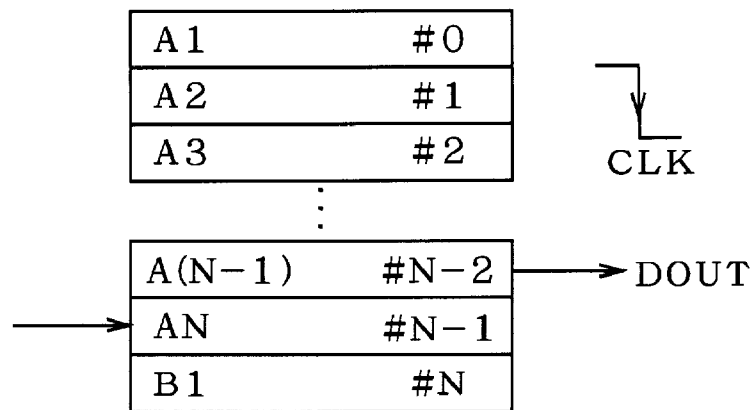 A1 #0
A2 #1
A3 #2
CLK
A(N-1) #N-2 DOUT
AN #N-1
B1 #N